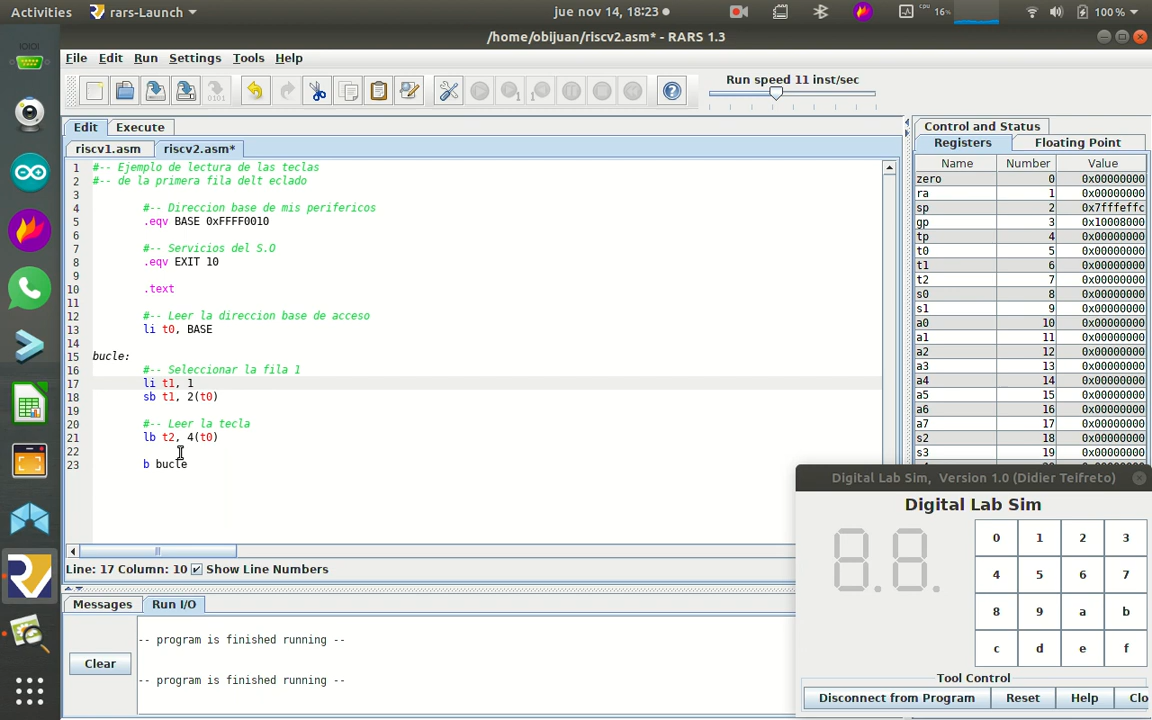 Activities
rars-Launch
jue nov 14, 18:23
cpu 16%
100 %
/home/obijuan/riscv2.asm* - RARS 1.3
File Edit Run Settings Tools Help
Run speed 11 inst/sec
Edit Execute
riscv1.asm riscv2.asm*
1 #-- Ejemplo de lectura de las teclas
2 #-- de la primera fila delt eclado
3
4 #-- Direccion base de mis perifericos
5 .eqv BASE 0xFFFF0010
6
7 #-- Servicios del S.O
8 .eqv EXIT 10
9
10 .text
11
12 #-- Leer la direccion base de acceso
13 li t0, BASE
14
15 bucle:
16 #-- Seleccionar la fila 1
17 li t1, 1
18 sb t1, 2(t0)
19
20 #-- Leer la tecla
21 lb t2, 4(t0)
22
23 b bucle
Line: 17 Column: 10 Show Line Numbers
Messages Run I/O
-- program is finished running --
-- program is finished running --
Clear
Control and Status
Registers Floating Point
Name Number Value
zero 0 0x00000000
ra 1 0x00000000
sp 2 0x7fffeffc
gp 3 0x10008000
tp 4 0x00000000
t0 5 0x00000000
t1 6 0x00000000
t2 7 0x00000000
s0 8 0x00000000
s1 9 0x00000000
a0 10 0x00000000
a1 11 0x00000000
a2 12 0x00000000
a3 13 0x00000000
a4 14 0x00000000
a5 15 0x00000000
a6 16 0x00000000
a7 17 0x00000000
s2 18 0x00000000
s3 19 0x00000000
Digital Lab Sim, Version 1.0 (Didier Teifreto)
Digital Lab Sim
8.8.
0 1 2 3
4 5 6 7
8 9 a b
c d e f
Tool Control
Disconnect from Program Reset Help Clo